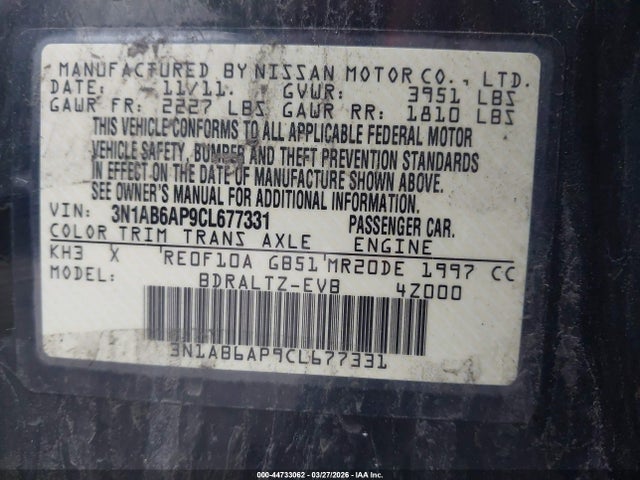 MANUFACTURED BY NISSAN MOTOR CO., LTD.
DATE: 11/11. GVWR: 3951 LBS
GAWR FR: 2227 LBS GAWR RR: 1810 LBS
THIS VEHICLE CONFORMS TO ALL APPLICABLE FEDERAL MOTOR
VEHICLE SAFETY, BUMPER AND THEFT PREVENTION STANDARDS
IN EFFECT ON THE DATE OF MANUFACTURE SHOWN ABOVE.
SEE OWNER'S MANUAL FOR ADDITIONAL INFORMATION.
VIN: 3N1AB6AP9CL677331 PASSENGER CAR.
COLOR TRIM TRANS AXLE ENGINE
KH3 X RE0F10A GB51 MR20DE 1997 CC
MODEL: BDRALTZ-EVB 4Z000
3N1AB6AP9CL677331
000-44733062 - 03/27/2026 - IAA Inc.